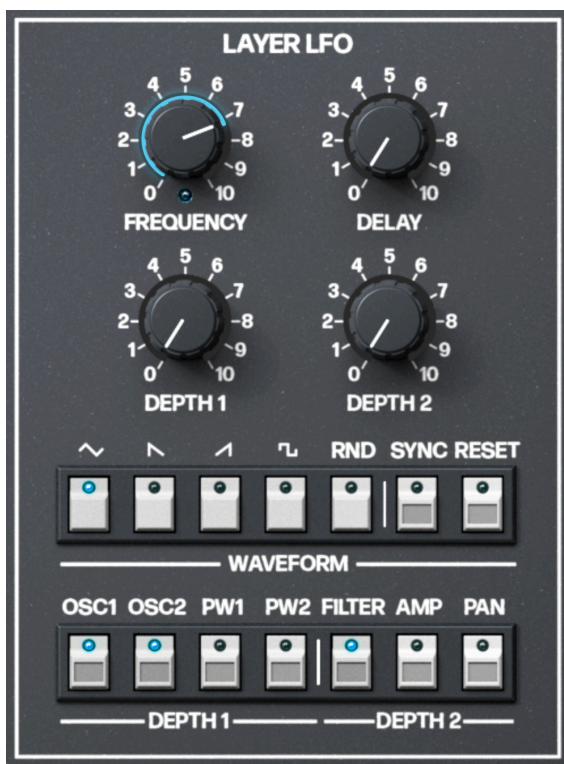 LAYER LFO
0 1 2 3 4 5 6 7 8 9 10
FREQUENCY
0 1 2 3 4 5 6 7 8 9 10
DELAY
0 1 2 3 4 5 6 7 8 9 10
DEPTH 1
0 1 2 3 4 5 6 7 8 9 10
DEPTH 2
RND SYNC RESET
WAVEFORM
OSC1 OSC2 PW1 PW2 FILTER AMP PAN
DEPTH 1 DEPTH 2